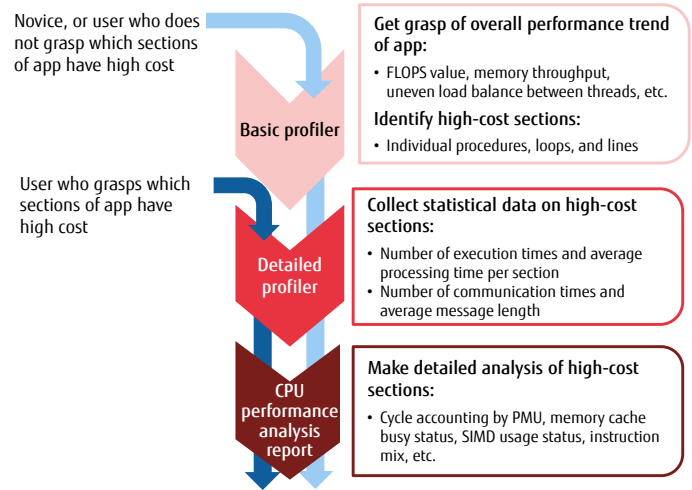 Novice, or user who does
not grasp which sections
of app have high cost
Get grasp of overall performance trend
of app:
• FLOPS value, memory throughput,
uneven load balance between threads, etc.
Identify high-cost sections:
• Individual procedures, loops, and lines
Basic profiler
User who grasps which
sections of app have
high cost
Collect statistical data on high-cost
sections:
• Number of execution times and average
processing time per section
• Number of communication times and
average message length
Detailed
profiler
Make detailed analysis of high-cost
sections:
• Cycle accounting by PMU, memory cache
busy status, SIMD usage status, instruction
mix, etc.
CPU
performance
analysis
report